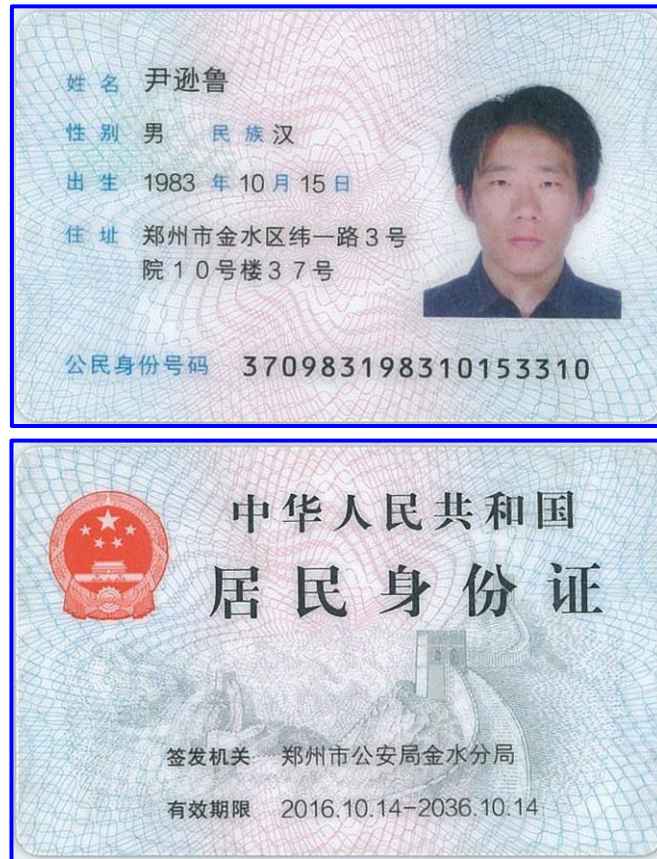 姓名 尹逊鲁
性别 男 民族 汉
出生 1983 年 10 月 15 日
住址 郑州市金水区纬一路3号
院10号楼37号
公民身份号码 370983198310153310
中华人民共和国
居民身份证
签发机关 郑州市公安局金水分局
有效期限 2016.10.14-2036.10.14